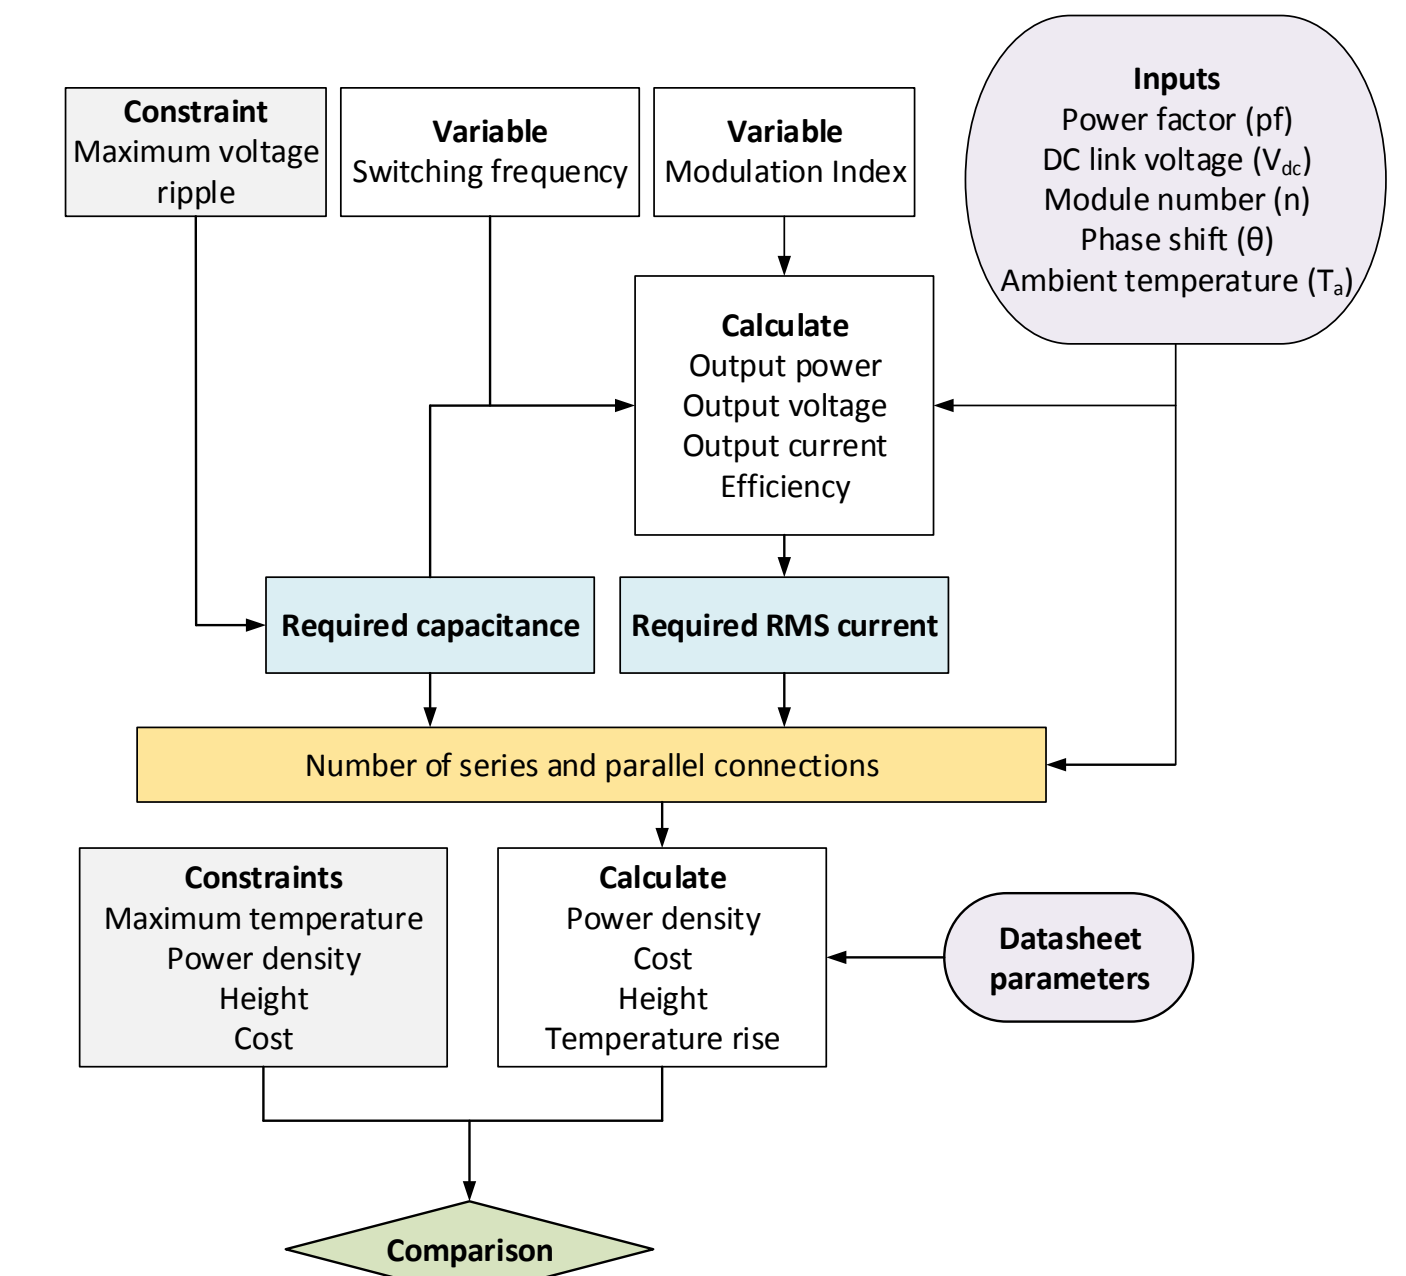 Constraint
Maximum voltage
ripple
Variable
Switching frequency
Variable
Modulation Index
Inputs
Power factor (pf)
DC link voltage (Vdc)
Module number (n)
Phase shift (θ)
Ambient temperature (Ta)
Calculate
Output power
Output voltage
Output current
Efficiency
Required capacitance
Required RMS current
Number of series and parallel connections
Constraints
Maximum temperature
Power density
Height
Cost
Calculate
Power density
Cost
Height
Temperature rise
Datasheet
parameters
Comparison